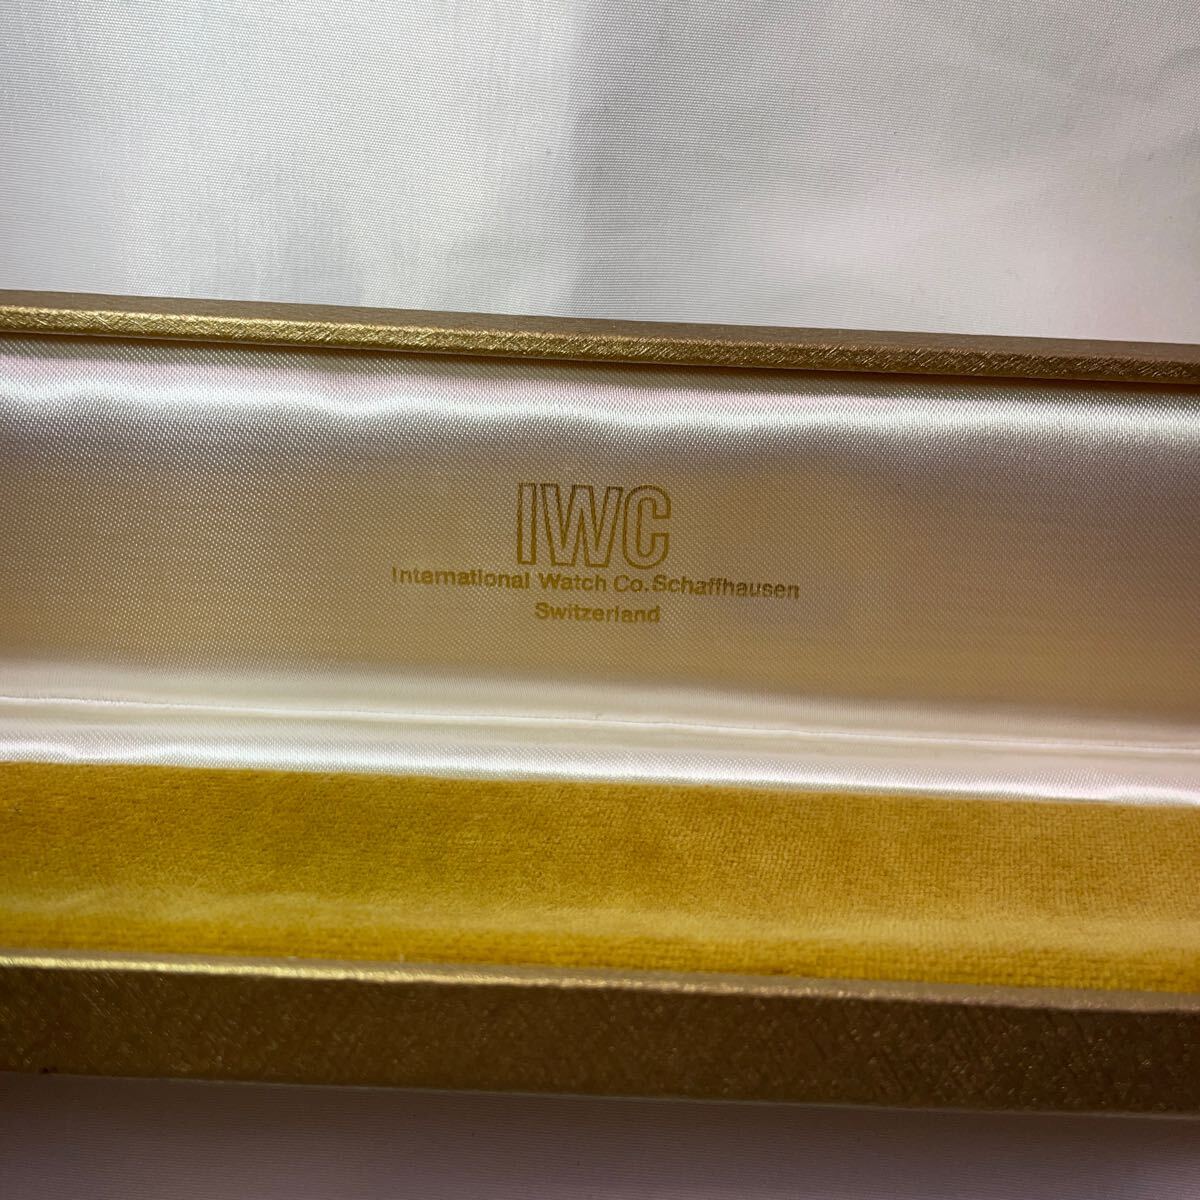 IWC
International Watch Co. Schaffhausen
Switzerland